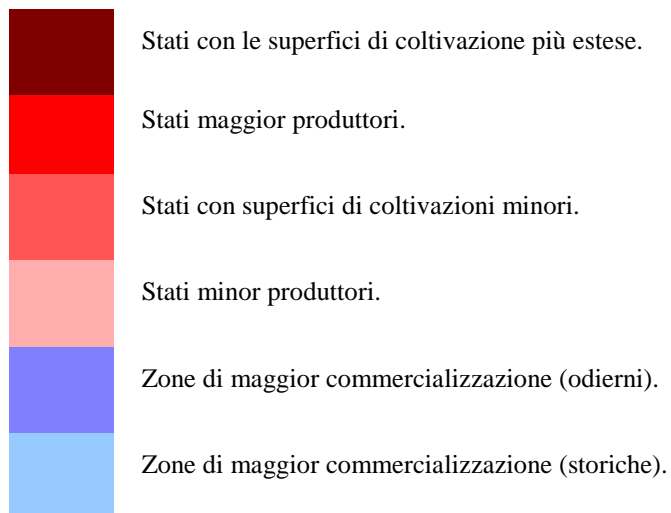 Stati con le superfici di coltivazione più estese.
Stati maggior produttori.
Stati con superfici di coltivazioni minori.
Stati minor produttori.
Zone di maggior commercializzazione (odierni).
Zone di maggior commercializzazione (storiche).